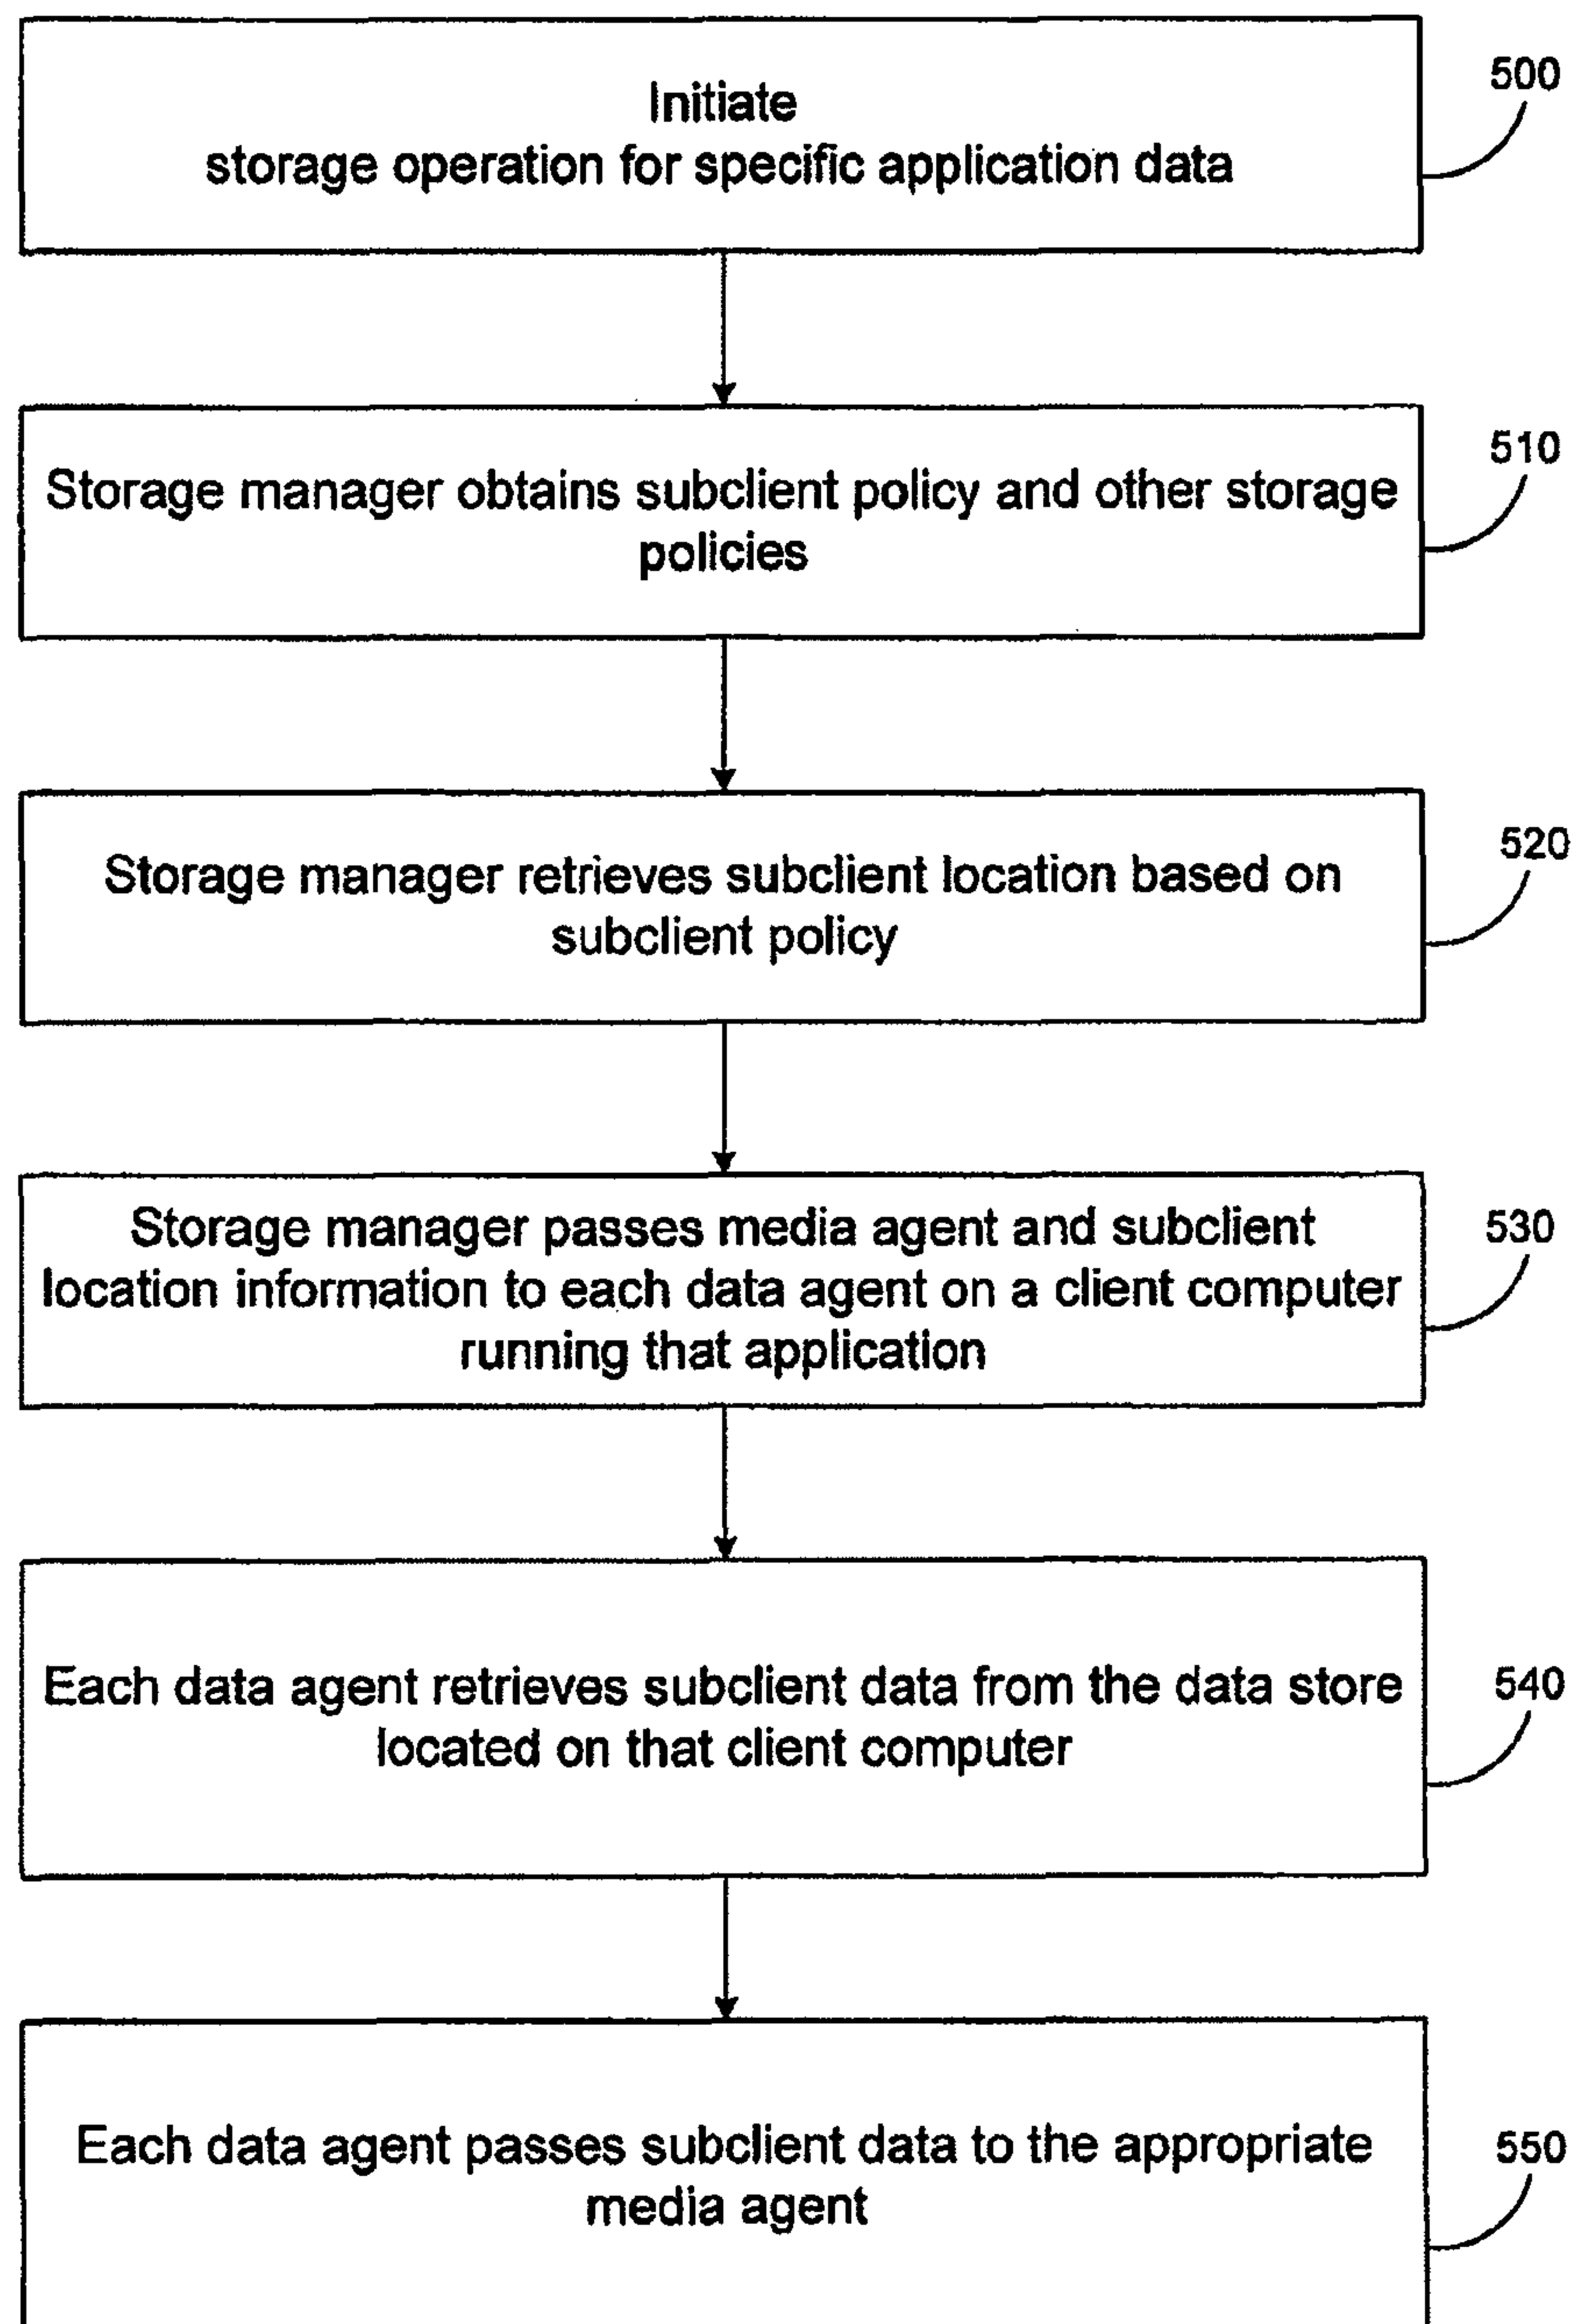 Initiate
storage operation for specific application data
500
Storage manager obtains subclient policy and other storage
policies
510
Storage manager retrieves subclient location based on
subclient policy
520
Storage manager passes media agent and subclient
location information to each data agent on a client computer
running that application
530
Each data agent retrieves subclient data from the data store
located on that client computer
540
Each data agent passes subclient data to the appropriate
media agent
550